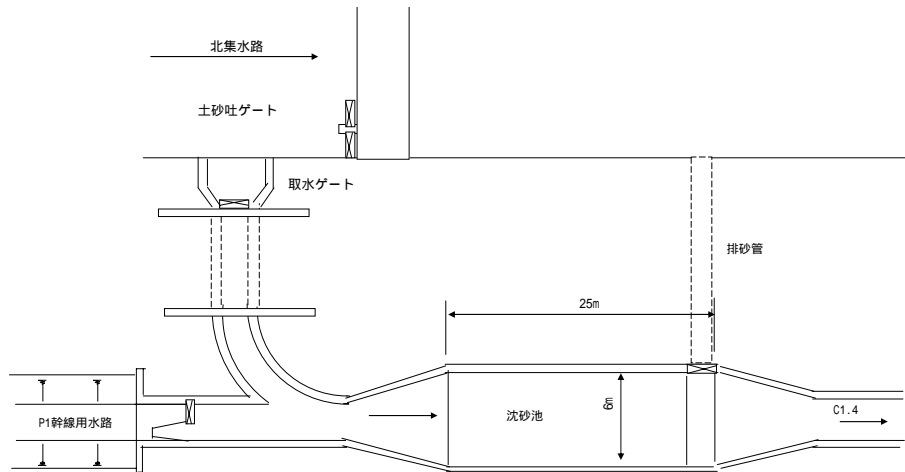 北集水路
土砂吐ゲート
取水ゲート
排砂管
25m
P1幹線用水路
沈砂池
6m
C1.4